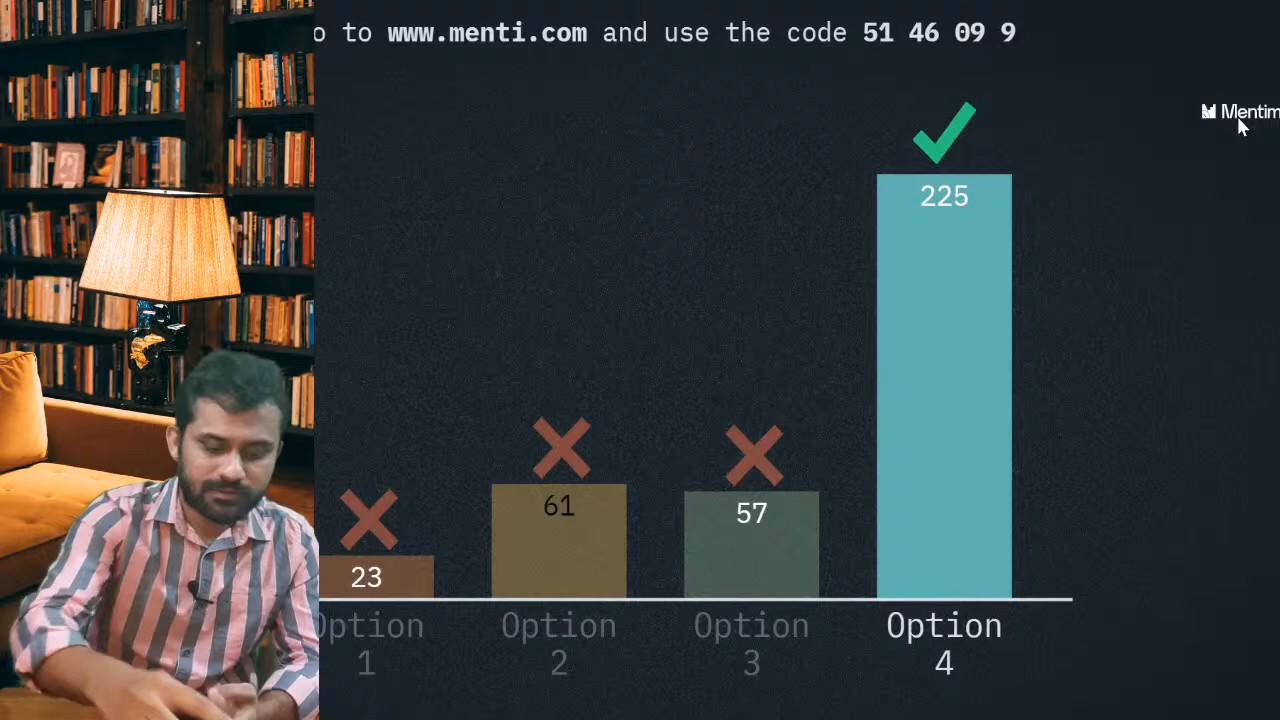 o to www.menti.com and use the code 51 46 09 9
Mentim
225
61
57
23
Option
1
Option
2
Option
3
Option
4